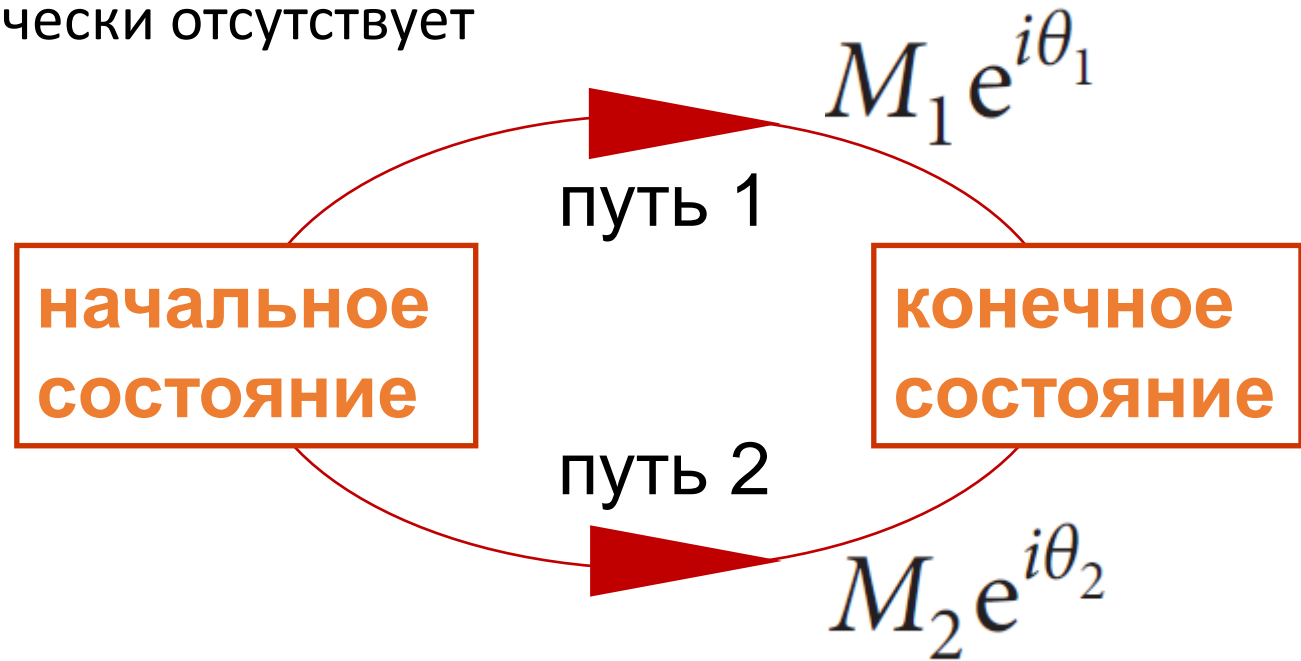 чески отсутствует
M₁e^{iθ₁}
путь 1
начальное
состояние
конечное
состояние
путь 2
M₂e^{iθ₂}